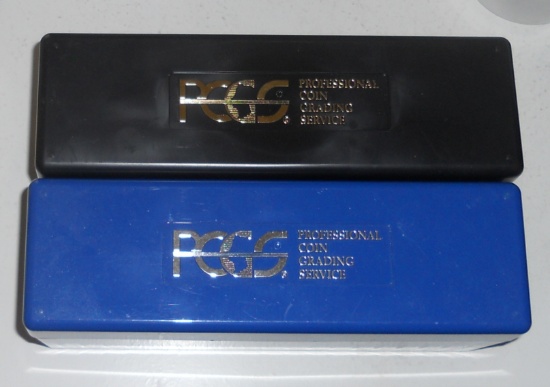 PCGS
PROFESSIONAL
COIN
GRADING
SERVICE
PCGS
PROFESSIONAL
COIN
GRADING
SERVICE